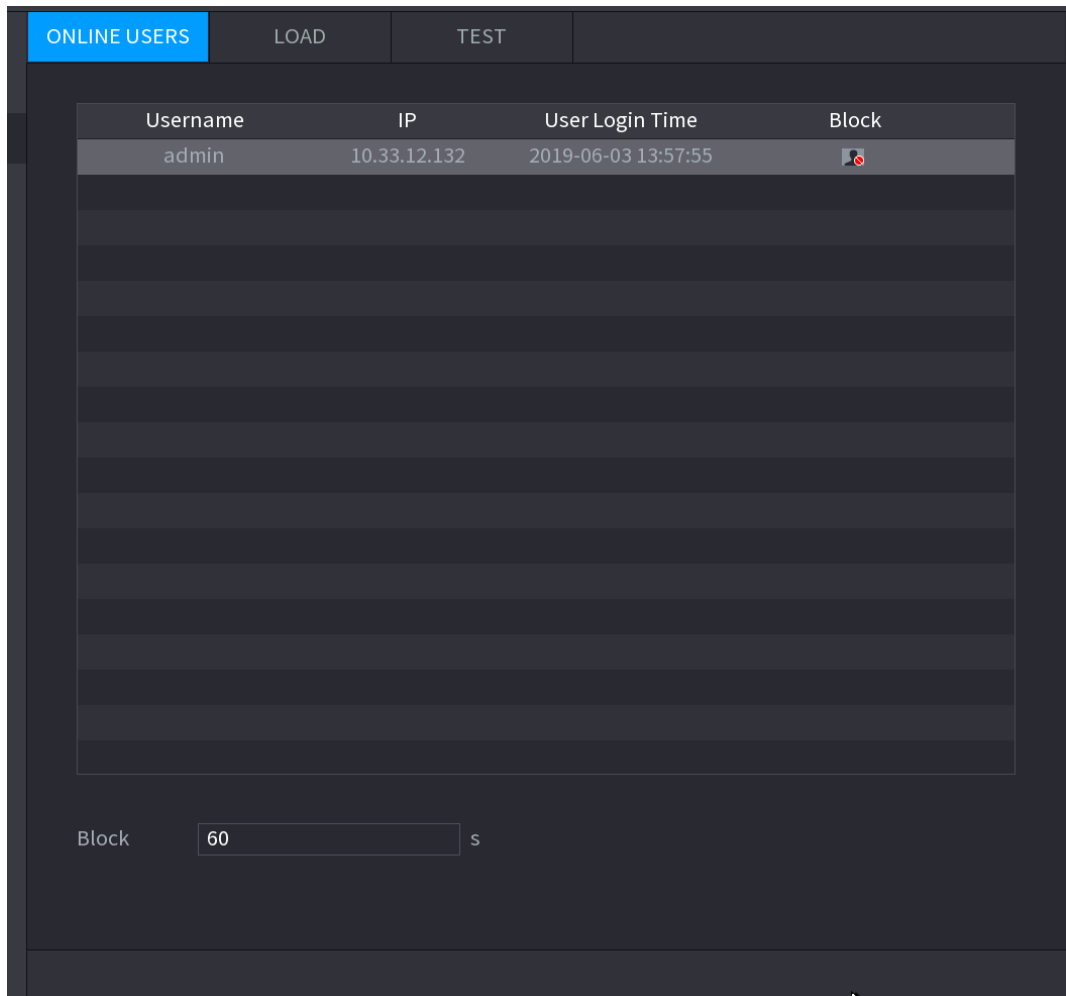 ONLINE USERS LOAD TEST
Username IP User Login Time Block
admin 10.33.12.132 2019-06-03 13:57:55
Block 60 s